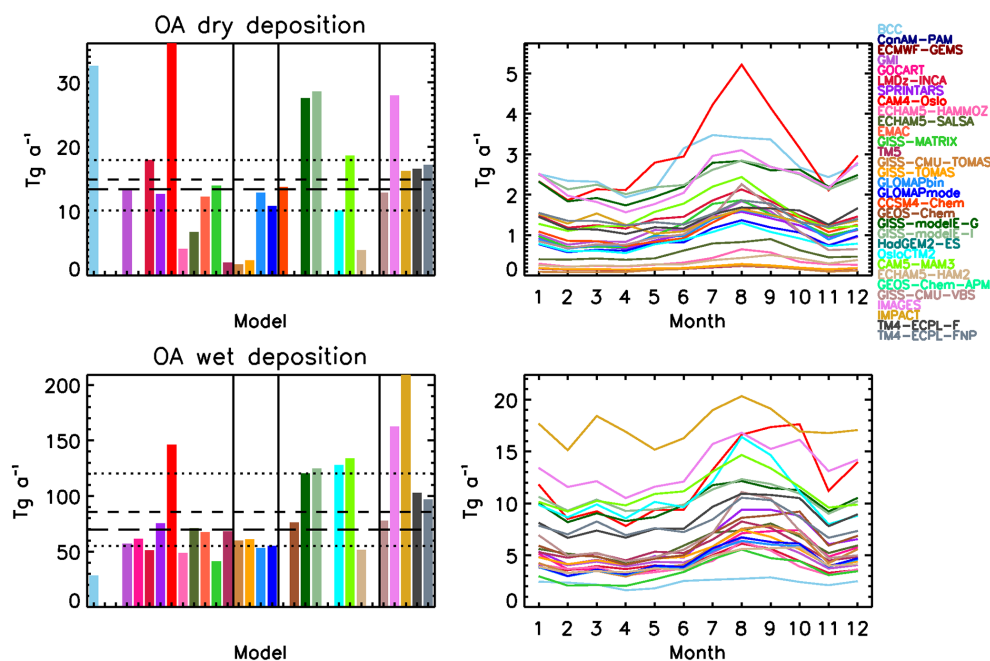 OA dry deposition
30
20
10
0
Tg a⁻¹
Model
5
4
3
2
1
0
Tg a⁻¹
1 2 3 4 5 6 7 8 9 10 11 12
Month
BCC
CanAM-PAM
ECMWF-GEMS
GMI
GOCART
LMDz-INCA
SPRINTARS
CAM4-Oslo
ECHAM5-HAMMOZ
ECHAM5-SALSA
EMAC
GISS-MATRIX
TM5
GISS-CMU-TOMAS
GISS-TOMAS
GLOMAPbin
GLOMAPmode
CCSM4-Chem
GEOS-Chem
GISS-modelE-G
GISS-modelE-I
HadGEM2-ES
OsloCTM2
CAM5-MAM3
ECHAM5-HAM2
GEOS-Chem-APM
GISS-CMU-VBS
IMAGES
IMPACT
TM4-ECPL-F
TM4-ECPL-FNP
OA wet deposition
200
150
100
50
0
Tg a⁻¹
Model
20
15
10
5
0
Tg a⁻¹
1 2 3 4 5 6 7 8 9 10 11 12
Month